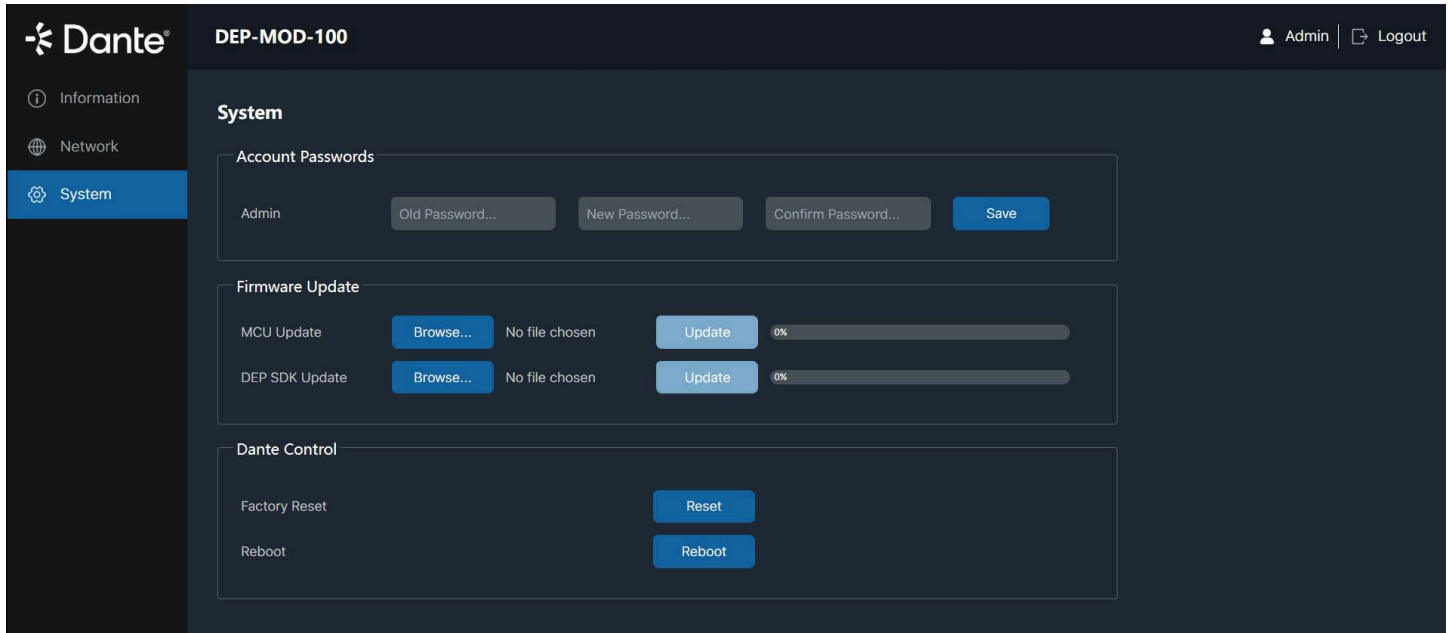 Dante®
DEP-MOD-100
Admin
Logout
Information
Network
System
System
Account Passwords
Admin
Old Password...
New Password...
Confirm Password...
Save
Firmware Update
MCU Update
Browse...
No file chosen
Update
0%
DEP SDK Update
Browse...
No file chosen
Update
0%
Dante Control
Factory Reset
Reset
Reboot
Reboot